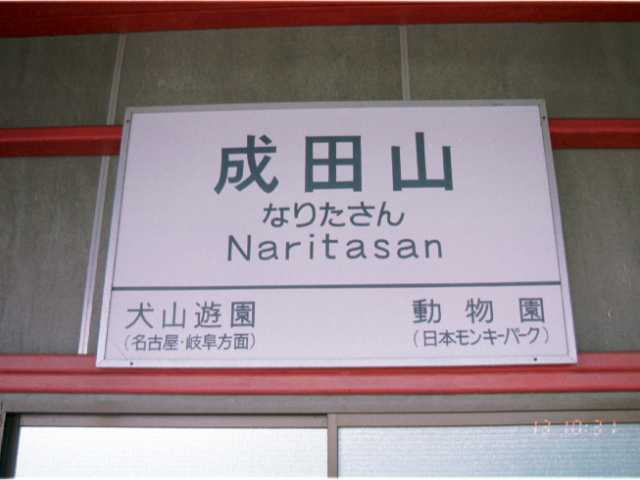 成田山
なりたさん
Naritasan
犬山遊園 動物園
(名古屋・岐阜方面) (日本モンキーパーク)
13 10 31